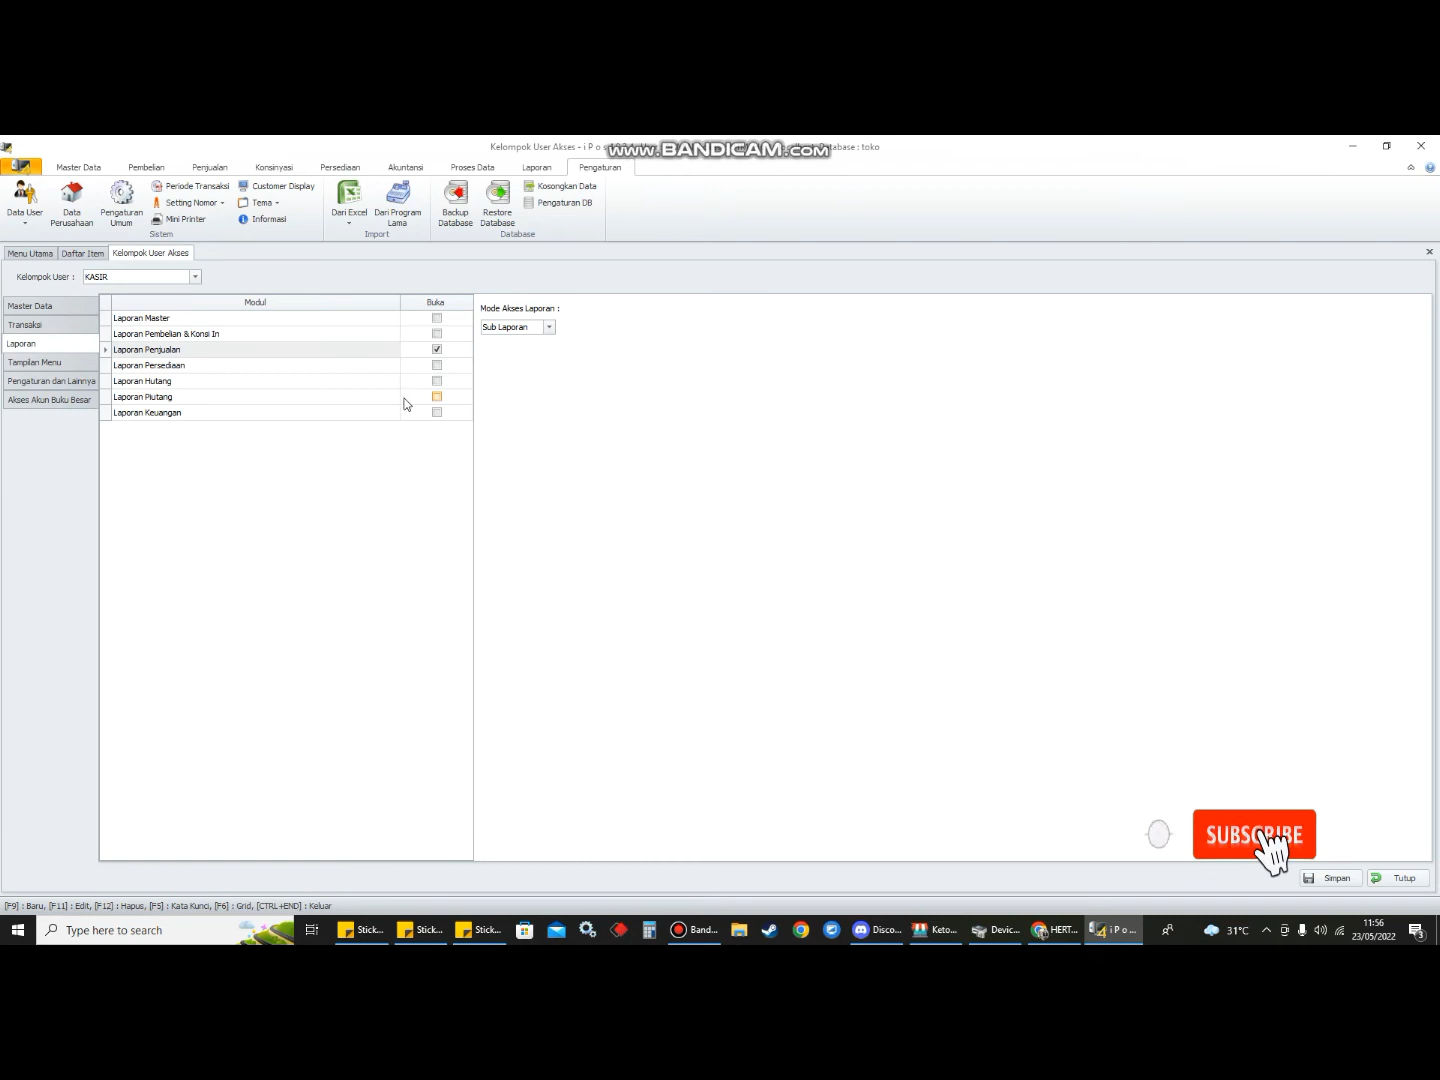 Kelompok User Akses - i P o s
www.BANDICAM.com
Database : toko
Master Data
Pembelian
Penjualan
Konsinyasi
Persediaan
Akuntansi
Proses Data
Laporan
Pengaturan
Data User
Data Perusahaan
Pengaturan Umum
Periode Transaksi
Setting Nomor
Mini Printer
Customer Display
Tema
Informasi
Sistem
Dari Excel
Dari Program Lama
Import
Backup Database
Restore Database
Kosongkan Data
Pengaturan DB
Database
Menu Utama
Daftar Item
Kelompok User Akses
Kelompok User :
KASIR
Master Data
Transaksi
Laporan
Tampilan Menu
Pengaturan dan Lainnya
Akses Akun Buku Besar
Modul
Buka
Laporan Master
Laporan Pembelian & Konsi In
Laporan Penjualan
Laporan Persediaan
Laporan Hutang
Laporan Piutang
Laporan Keuangan
Mode Akses Laporan :
Sub Laporan
SUBSCRIBE
Simpan
Tutup
[F9] : Baru, [F11] : Edit, [F12] : Hapus, [F5] : Kata Kunci, [F6] : Grid, [CTRL+END] : Keluar
Type here to search
Stick...
Stick...
Stick...
Band...
Disco...
Keto...
Devic...
HERT...
i P o ...
31°C
11:56
23/05/2022
3